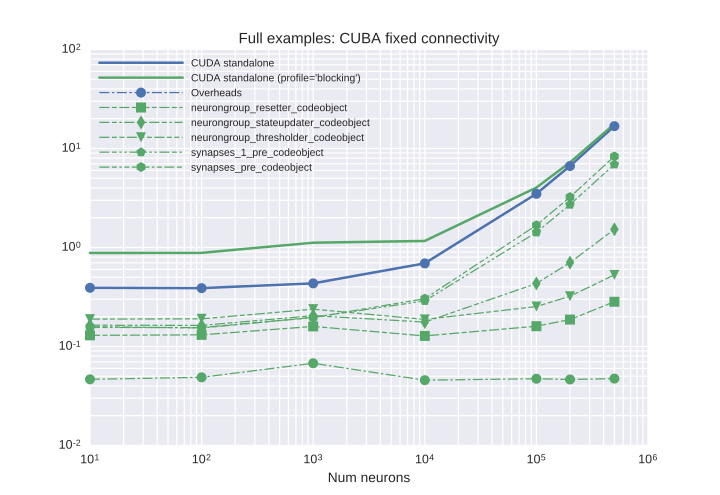 Full examples: CUBA fixed connectivity
10²
CUDA standalone
CUDA standalone (profile='blocking')
Overheads
neurongroup_resetter_codeobject
neurongroup_stateupdater_codeobject
neurongroup_thresholder_codeobject
synapses_1_pre_codeobject
synapses_pre_codeobject
10¹
10⁰
10⁻¹
10⁻²
10¹ 10² 10³ 10⁴ 10⁵ 10⁶
Num neurons